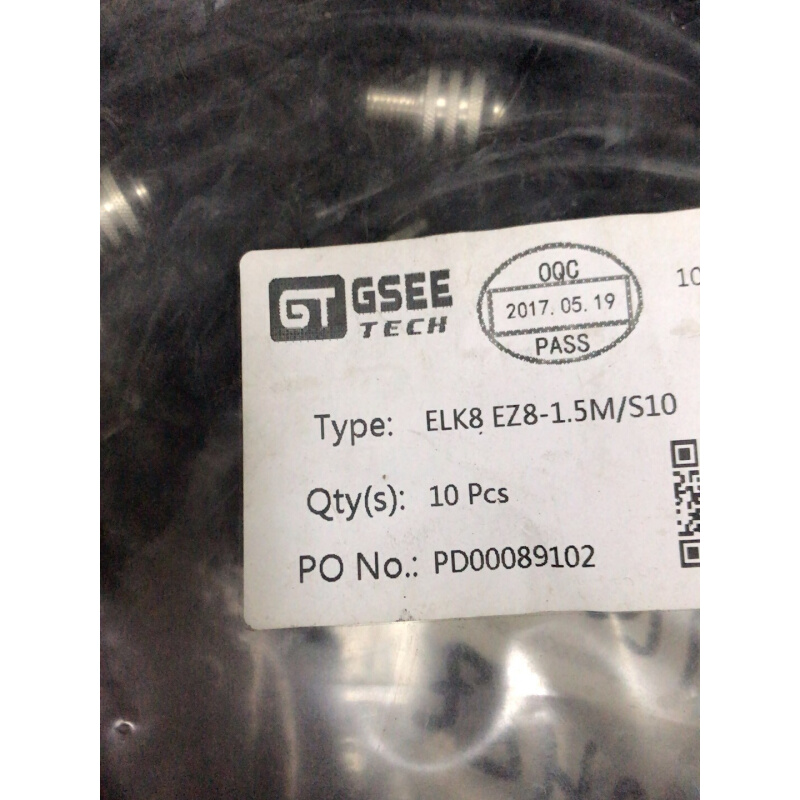 GT GSEE
TECH
OQC
2017.05.19
PASS
10
Type: ELK8 EZ8-1.5M/S10
Qty(s): 10 Pcs
PO No.: PD00089102